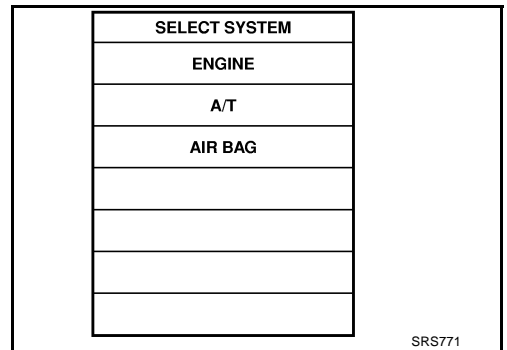 SELECT SYSTEM
ENGINE
A/T
AIR BAG
SRS771